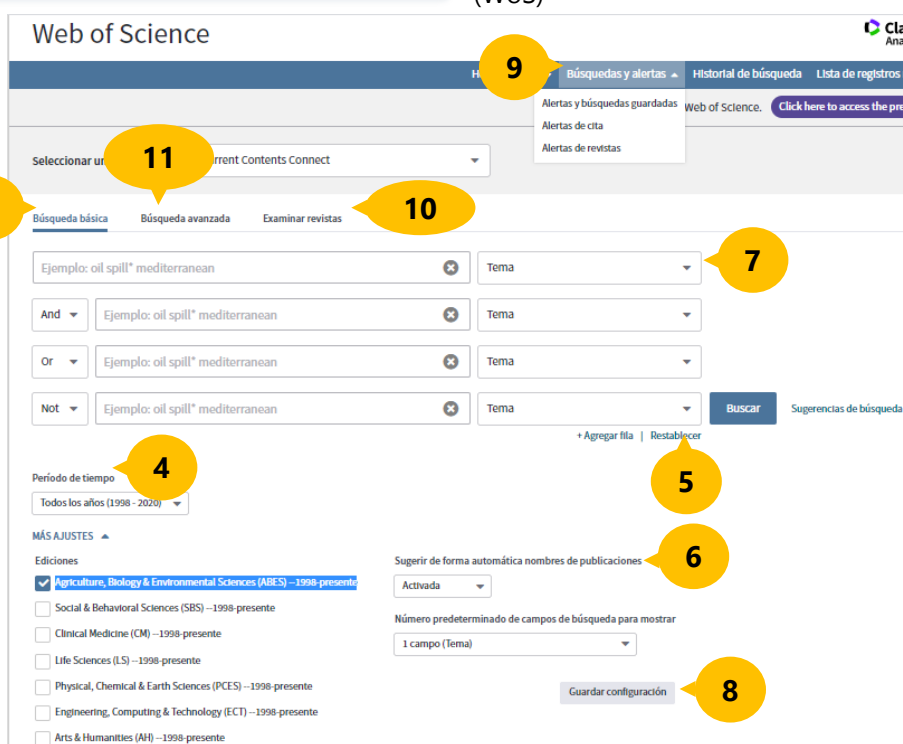 (WoS)
Web of Science
9
Búsquedas y alertas
Historial de búsqueda
Lista de registros
Alertas y búsquedas guardadas
Alertas de cita
Alertas de revistas
Web of Science.
Click here to access the
Seleccionar
11
Contents Connect
10
Búsqueda básica
Búsqueda avanzada
Examinar revistas
Ejemplo: oil spill* mediterranean
Tema
7
And
Ejemplo: oil spill* mediterranean
Tema
Or
Ejemplo: oil spill* mediterranean
Tema
Not
Ejemplo: oil spill* mediterranean
Tema
Buscar
Sugerencias de búsqueda
+ Agregar fila | Restablecer
4
5
Período de tiempo
Todos los años (1998 - 2020)
MÁS AJUSTES
Ediciones
Agriculture, Biology & Environmental Sciences (ABES) --1998-presente
Social & Behavioral Sciences (SBS) --1998-presente
Clinical Medicine (CM) --1998-presente
Life Sciences (LS) --1998-presente
Physical, Chemical & Earth Sciences (PCES) --1998-presente
Engineering, Computing & Technology (ECT) --1998-presente
Arts & Humanities (AH) --1998-presente
Sugerir de forma automática nombres de publicaciones
6
Activada
Número predeterminado de campos de búsqueda para mostrar
1 campo (Tema)
Guardar configuración
8